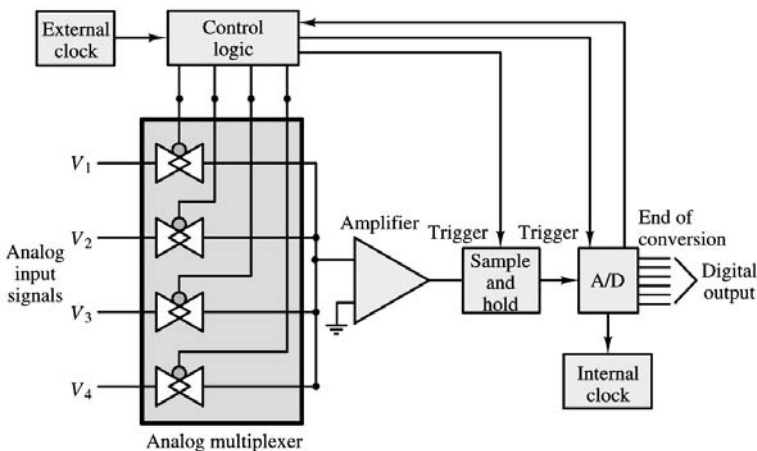 External
clock
Control
logic
V1
V2
Analog
input
signals
V3
V4
Analog multiplexer
Amplifier
Trigger
Sample
and
hold
Trigger
A/D
End of
conversion
Digital
output
Internal
clock